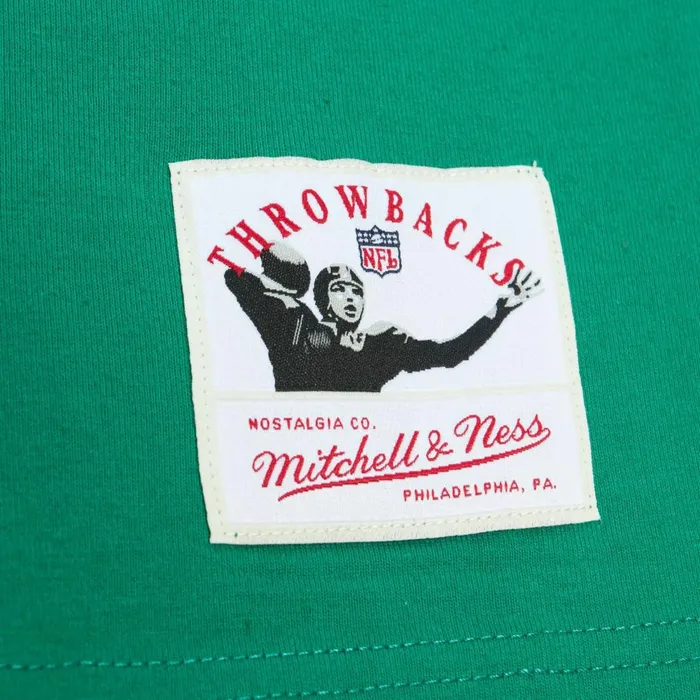 THROWBACKS
NFL
NOSTALGIA CO.
Mitchell & Ness
PHILADELPHIA, PA.